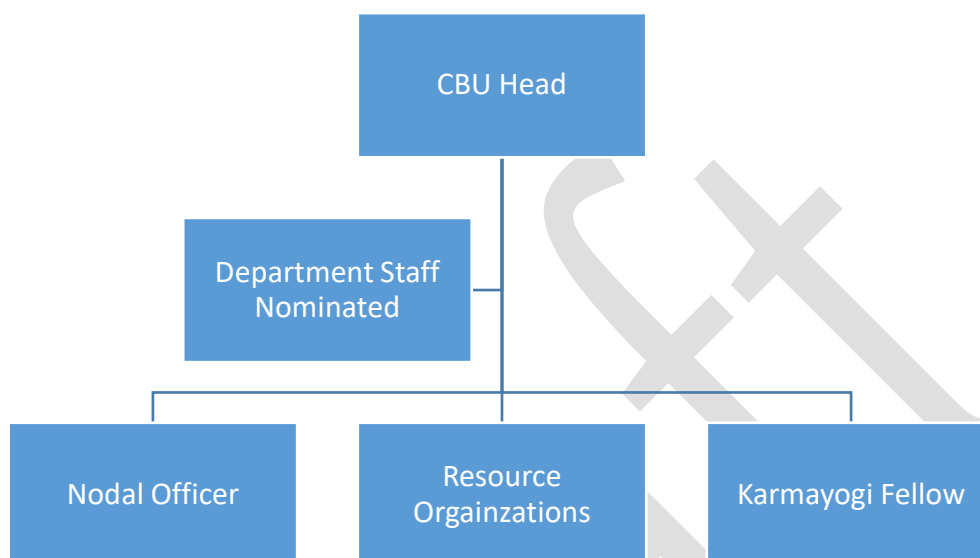 CBU Head
Department Staff
Nominated
Nodal Officer
Resource
Orgainzations
Karmayogi Fellow